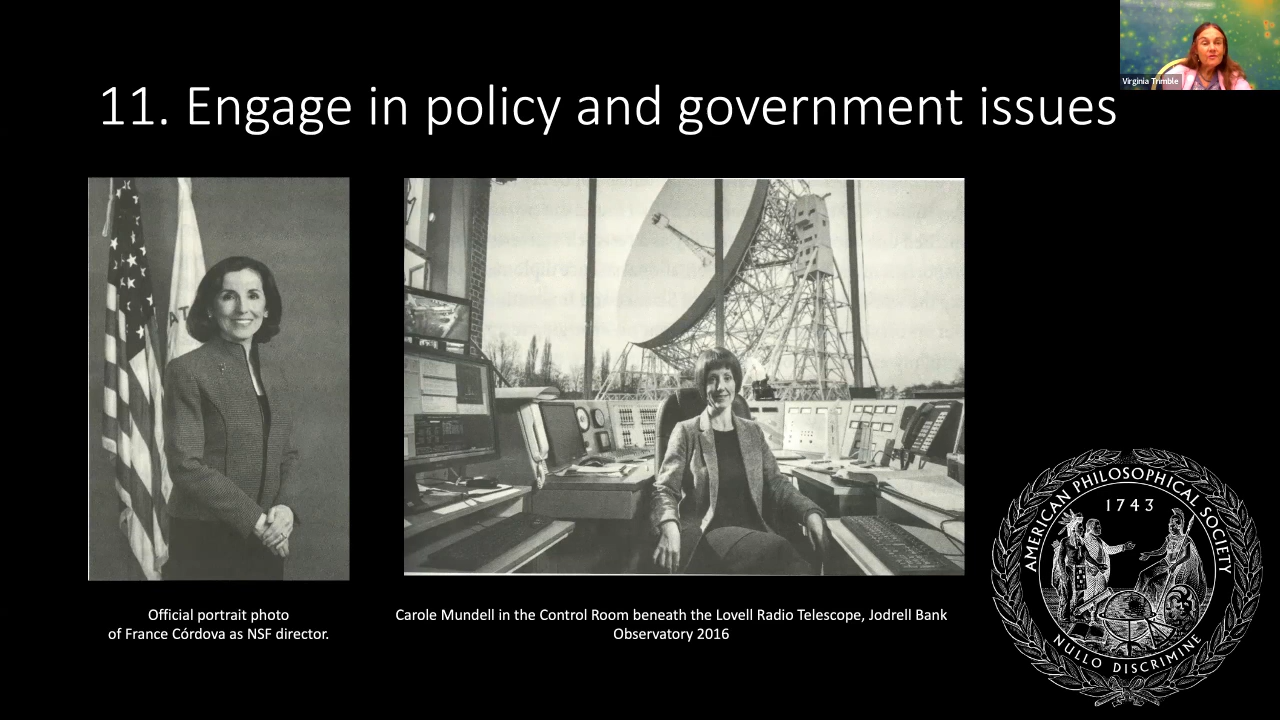 Virginia Trimble
11. Engage in policy and government issues
AT
Official portrait photo
of France Córdova as NSF director.
Carole Mundell in the Control Room beneath the Lovell Radio Telescope, Jodrell Bank
Observatory 2016
AMERICAN PHILOSOPHICAL SOCIETY
1743
NULLO DISCRIMINE